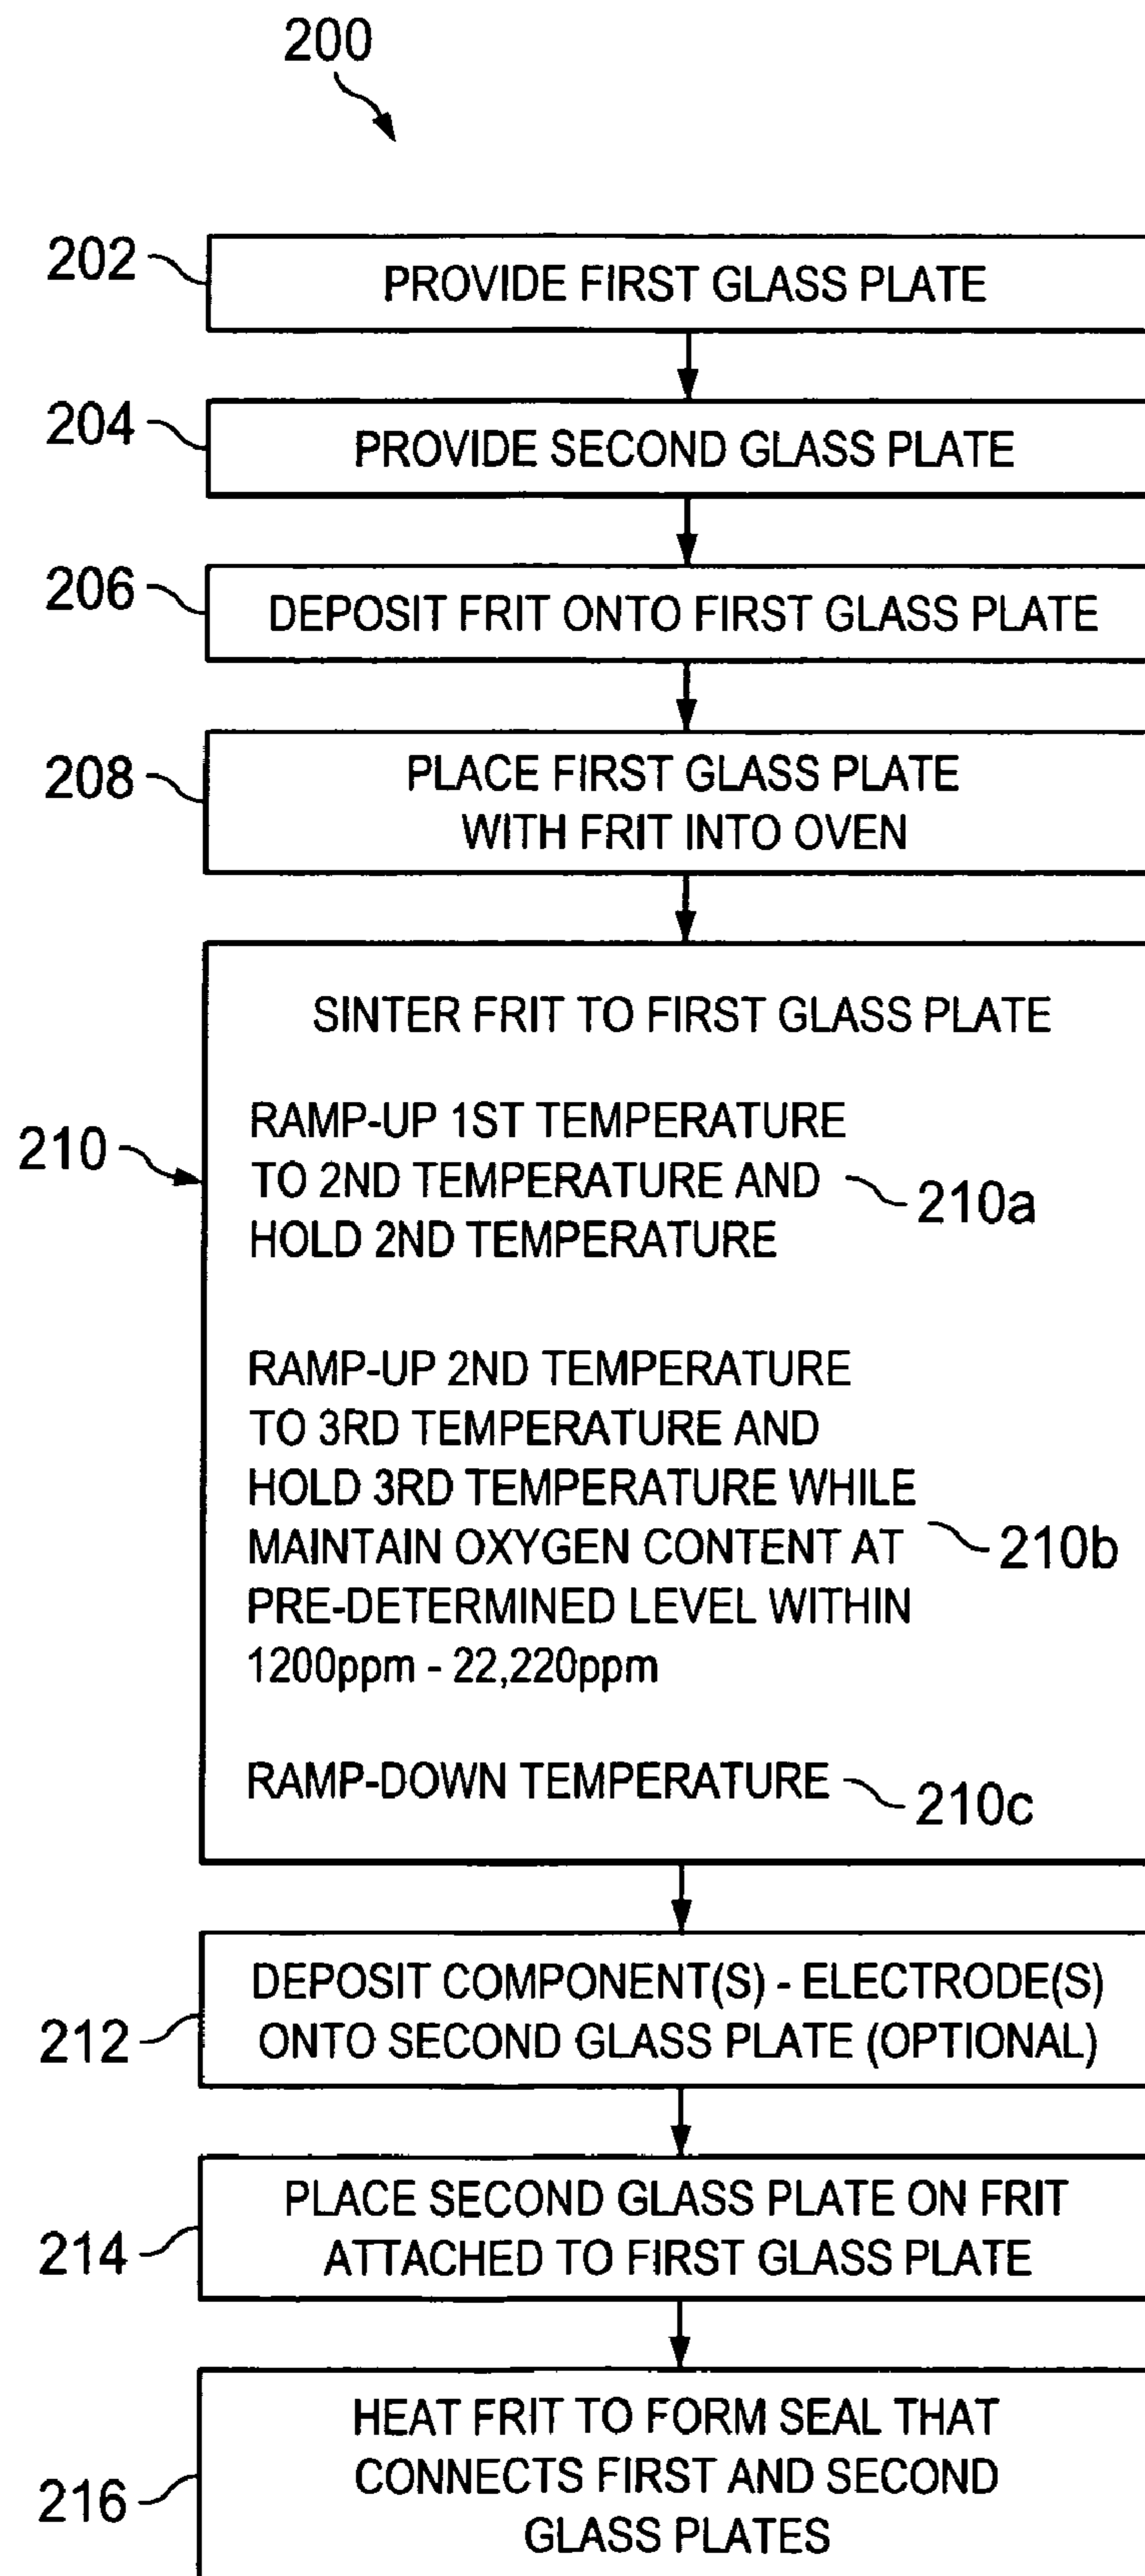 200
202
PROVIDE FIRST GLASS PLATE
204
PROVIDE SECOND GLASS PLATE
206
DEPOSIT FRIT ONTO FIRST GLASS PLATE
208
PLACE FIRST GLASS PLATE
WITH FRIT INTO OVEN
210
SINTER FRIT TO FIRST GLASS PLATE
RAMP-UP 1ST TEMPERATURE
TO 2ND TEMPERATURE AND
HOLD 2ND TEMPERATURE
210a
RAMP-UP 2ND TEMPERATURE
TO 3RD TEMPERATURE AND
HOLD 3RD TEMPERATURE WHILE
MAINTAIN OXYGEN CONTENT AT
PRE-DETERMINED LEVEL WITHIN
1200ppm - 22,220ppm
210b
RAMP-DOWN TEMPERATURE
210c
212
DEPOSIT COMPONENT(S) - ELECTRODE(S)
ONTO SECOND GLASS PLATE (OPTIONAL)
214
PLACE SECOND GLASS PLATE ON FRIT
ATTACHED TO FIRST GLASS PLATE
216
HEAT FRIT TO FORM SEAL THAT
CONNECTS FIRST AND SECOND
GLASS PLATES